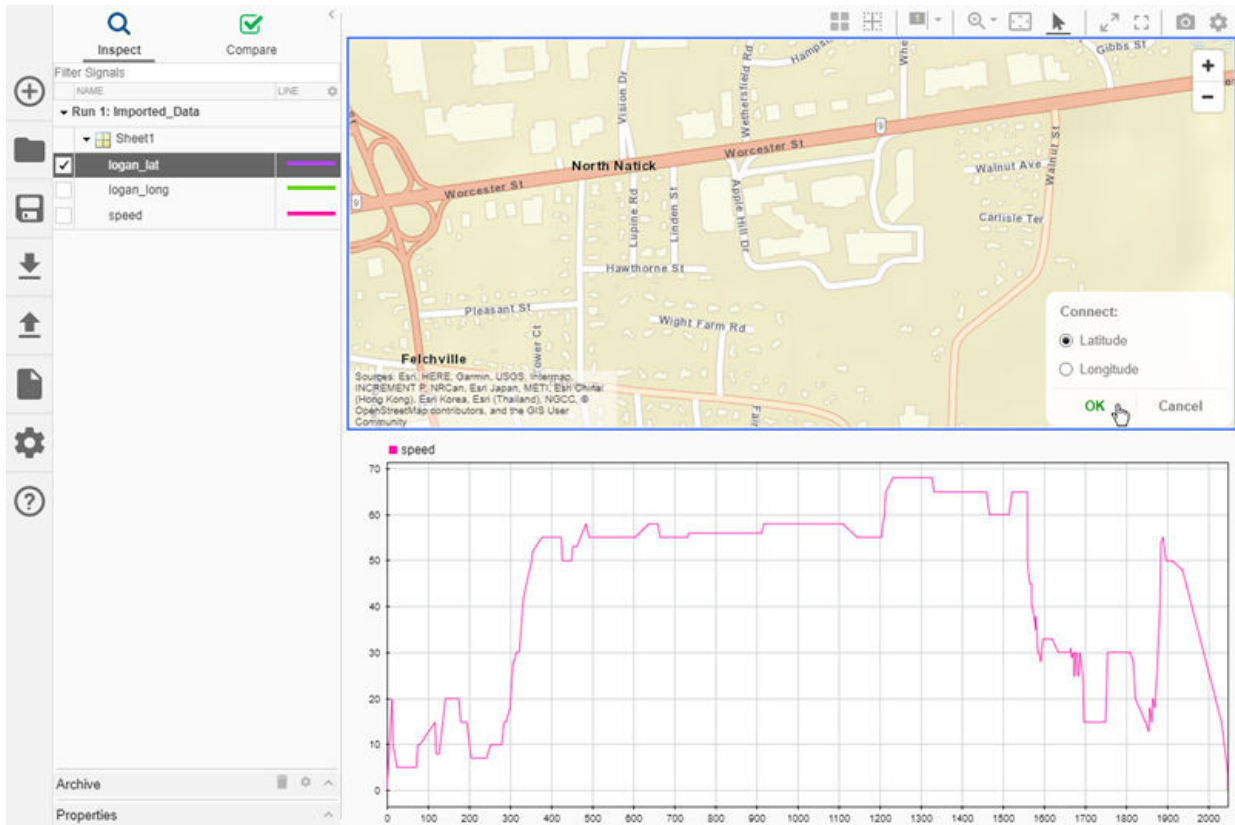 Inspect
Compare
Filter Signals
NAME
LINE
Run 1: Imported_Data
Sheet1
logan_lat
logan_long
speed
Archive
Properties
1
Vision Dr
Wethersfield Rd
Gibbs St
+
−
9
Worcester St
North Natick
Walnut Ave
Walnut St
Worcester St
9
Lupine Rd
Linden St
Apple Hill Dr
Carlisle Ter
Hawthorne St
Pleasant St
Wight Farm Rd
Felchville
Sources: Esri, HERE, Garmin, USGS, Intermap,
INCREMENT P, NRCan, Esri Japan, METI, Esri China
(Hong Kong), Esri Korea, Esri (Thailand), NGCC, ©
OpenStreetMap contributors, and the GIS User
Community
Connect:
Latitude
Longitude
OK
Cancel
speed
70
60
50
40
30
20
10
0
0 100 200 300 400 500 600 700 800 900 1000 1100 1200 1300 1400 1500 1600 1700 1800 1900 2000